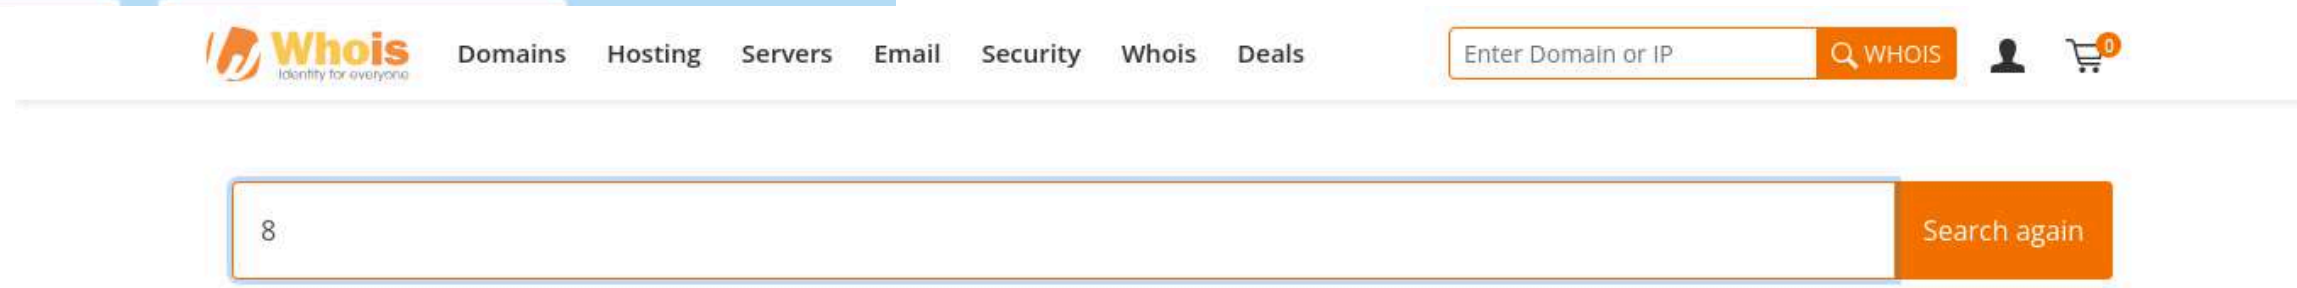 Whois
Identity for everyone
Domains Hosting Servers Email Security Whois Deals
Enter Domain or IP
WHOIS
0
8
Search again